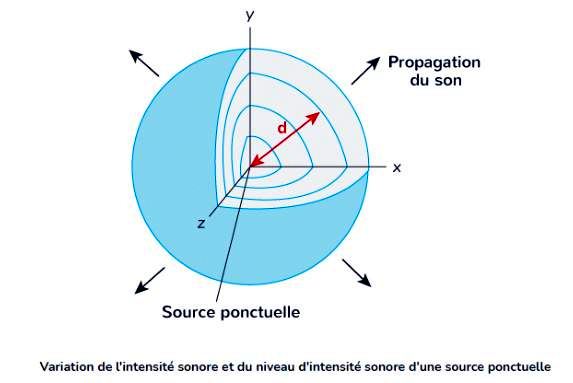 y
Propagation
du son
d
x
z
Source ponctuelle
Variation de l'intensité sonore et du niveau d'intensité sonore d'une source ponctuelle